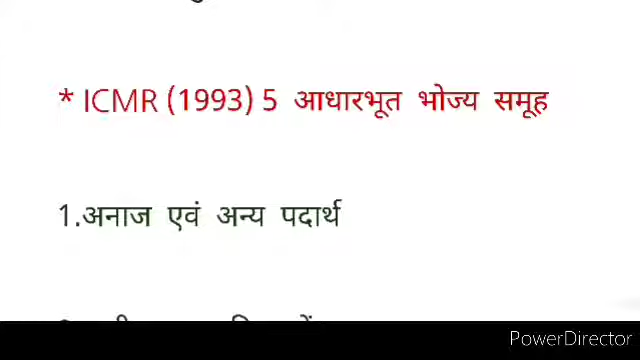 * ICMR (1993) 5 आधारभूत भोज्य समूह
1.अनाज एवं अन्य पदार्थ
PowerDirector